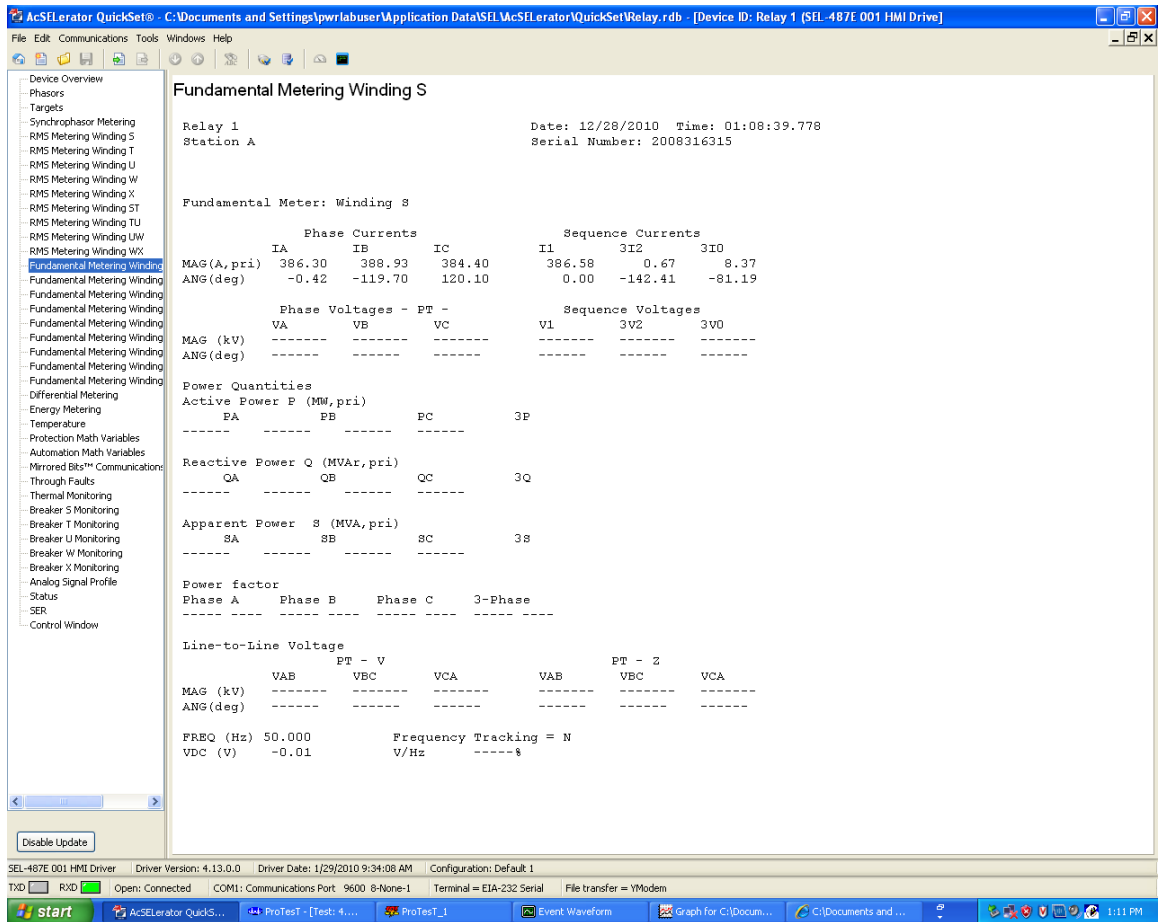 AcSELerator QuickSet® - C:\Documents and Settings\pwrlabuser\Application Data\SEL\AcSELerator\QuickSet\Relay.rdb - [Device ID: Relay 1 (SEL-487E 001 HMI Drive]
File Edit Communications Tools Windows Help
Device Overview
Phasors
Targets
Synchrophasor Metering
RMS Metering Winding S
RMS Metering Winding T
RMS Metering Winding U
RMS Metering Winding W
RMS Metering Winding X
RMS Metering Winding ST
RMS Metering Winding TU
RMS Metering Winding UW
RMS Metering Winding WX
Fundamental Metering Winding
Fundamental Metering Winding
Fundamental Metering Winding
Fundamental Metering Winding
Fundamental Metering Winding
Fundamental Metering Winding
Fundamental Metering Winding
Fundamental Metering Winding
Fundamental Metering Winding
Differential Metering
Energy Metering
Temperature
Protection Math Variables
Automation Math Variables
Mirrored Bits™ Communications
Through Faults
Thermal Monitoring
Breaker S Monitoring
Breaker T Monitoring
Breaker U Monitoring
Breaker W Monitoring
Breaker X Monitoring
Analog Signal Profile
Status
SER
Control Window
Disable Update
Fundamental Metering Winding S
Relay 1 Date: 12/28/2010 Time: 01:08:39.778
Station A Serial Number: 2008316315
Fundamental Meter: Winding S
Phase Currents Sequence Currents
IA IB IC I1 3I2 3I0
MAG(A,pri) 386.30 388.93 384.40 386.58 0.67 8.37
ANG(deg) -0.42 -119.70 120.10 0.00 -142.41 -81.19
Phase Voltages - PT - Sequence Voltages
VA VB VC V1 3V2 3V0
MAG (kV) ------- ------- ------- ------ ------ ------
ANG(deg) ------ ------ ------ ------ ------ ------
Power Quantities
Active Power P (MW,pri)
PA PB PC 3P
------ ------ ------ ------
Reactive Power Q (MVAr,pri)
QA QB QC 3Q
------ ------ ------ ------
Apparent Power S (MVA,pri)
SA SB SC 3S
------ ------ ------ ------
Power factor
Phase A Phase B Phase C 3-Phase
----- ---- ----- ---- ----- ---- ----- ----
Line-to-Line Voltage
PT - V PT - Z
VAB VBC VCA VAB VBC VCA
MAG (kV) ------- ------- ------- ------- ------- -------
ANG(deg) ------ ------ ------ ------ ------ ------
FREQ (Hz) 50.000 Frequency Tracking = N
VDC (V) -0.01 V/Hz -----%
SEL-487E 001 HMI Driver Driver Version: 4.13.0.0 Driver Date: 1/29/2010 9:34:08 AM Configuration: Default 1
TXD RXD Open: Connected COM1: Communications Port 9600 8-None-1 Terminal = EIA-232 Serial File transfer = YModem
start AcSELerator QuickS... ProTesT - [Test: 4.... ProTesT_1 Event Waveform Graph for C:\Docum... C:\Documents and ... 1:11 PM